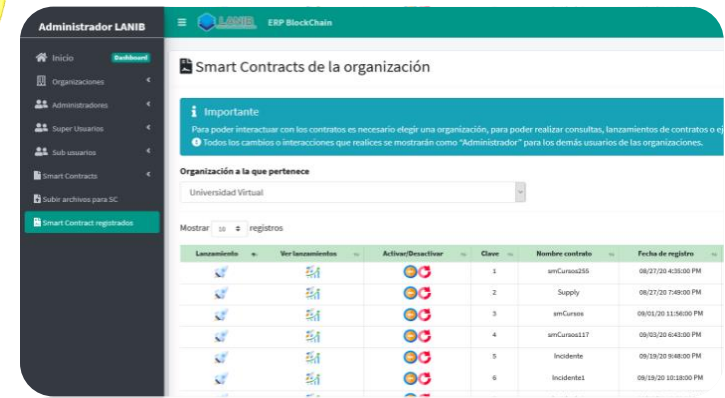 Administrador LANIB
LANIB ERP BlockChain
Inicio Dashboard
Organizaciones
Administradores
Super Usuarios
Sub usuarios
Smart Contracts
Subir archivos para SC
Smart Contract registrados
Smart Contracts de la organización
Importante
Para poder interactuar con los contratos es necesario elegir una organización, para poder realizar consultas, lanzamientos de contratos o ej
Todos los cambios o interacciones que realices se mostrarán como "Administrador" para los demás usuarios de las organizaciones.
Organización a la que pertenece
Universidad Virtual
Mostrar 10 registros
Lanzamiento Ver lanzamientos Activar/Desactivar Clave Nombre contrato Fecha de registro
1 smCursos255 08/27/20 4:35:00 PM
2 Supply 08/27/20 7:49:00 PM
3 smCursos 09/01/20 11:56:00 PM
4 smCursos117 09/03/20 6:43:00 PM
5 Incidente 09/19/20 9:48:00 PM
6 Incidente1 09/19/20 10:18:00 PM